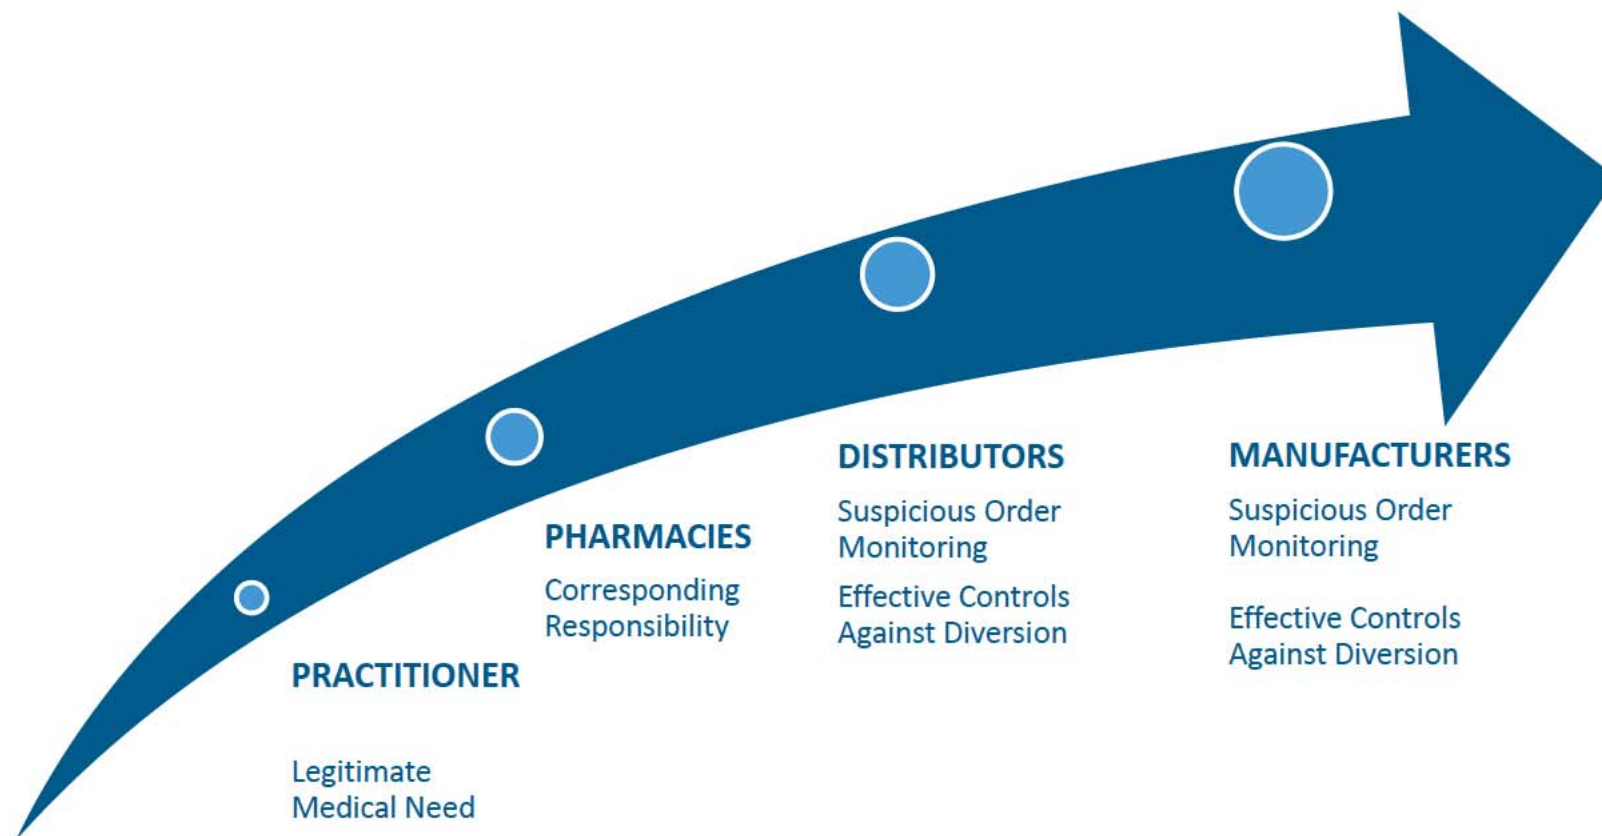 PRACTITIONER
Legitimate
Medical Need
PHARMACIES
Corresponding
Responsibility
DISTRIBUTORS
Suspicious Order
Monitoring
Effective Controls
Against Diversion
MANUFACTURERS
Suspicious Order
Monitoring
Effective Controls
Against Diversion